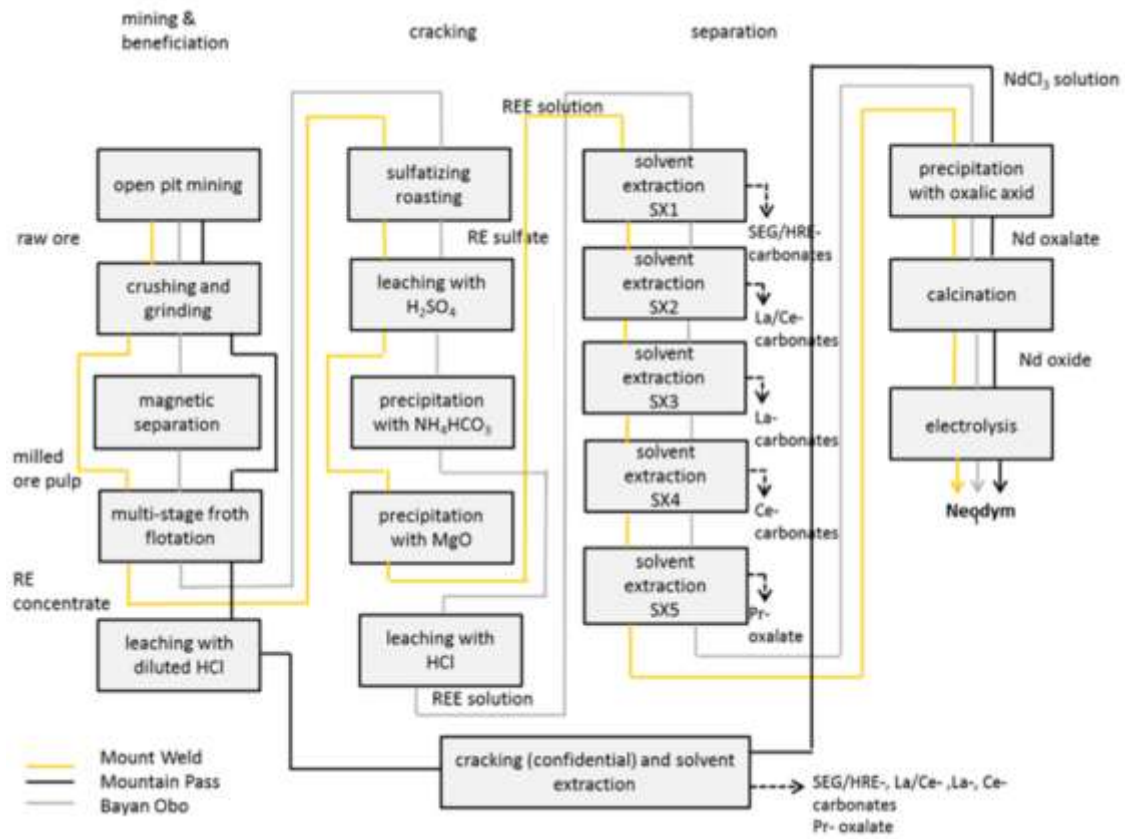 mining &
beneficiation
cracking
separation
open pit mining
raw ore
crushing and
grinding
magnetic
separation
milled
ore pulp
multi-stage froth
flotation
RE
concentrate
leaching with
diluted HCl
sulfatizing
roasting
RE sulfate
leaching with
H₂SO₄
precipitation
with NH₄HCO₃
precipitation
with MgO
leaching with
HCl
REE solution
REE solution
solvent
extraction
SX1
SEG/HRE-
carbonates
solvent
extraction
SX2
La/Ce-
carbonates
solvent
extraction
SX3
La-
carbonates
solvent
extraction
SX4
Ce-
carbonates
solvent
extraction
SX5
Pr-
oxalate
NdCl₃ solution
precipitation
with oxalic axid
Nd oxalate
calcination
Nd oxide
electrolysis
Neodym
cracking (confidential) and solvent
extraction
SEG/HRE-, La/Ce- ,La-, Ce-
carbonates
Pr- oxalate
Mount Weld
Mountain Pass
Bayan Obo